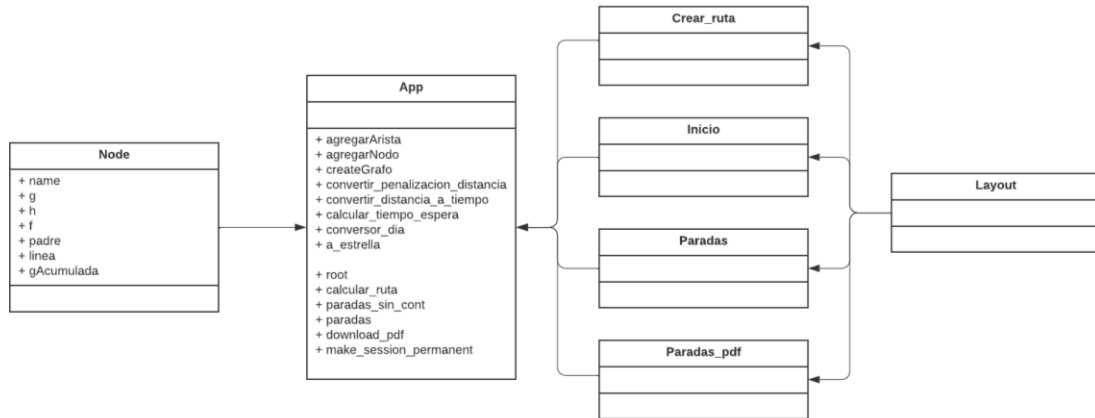 Node
+ name
+ g
+ h
+ f
+ padre
+ linea
+ gAcumulada
App
+ agregarArista
+ agregarNodo
+ createGrafo
+ convertir_penalizacion_distancia
+ convertir_distancia_a_tiempo
+ calcular_tiempo_espera
+ conversor_dia
+ a_estrella
+ root
+ calcular_ruta
+ paradas_sin_cont
+ paradas
+ download_pdf
+ make_session_permanent
Crear_ruta
Inicio
Paradas
Paradas_pdf
Layout